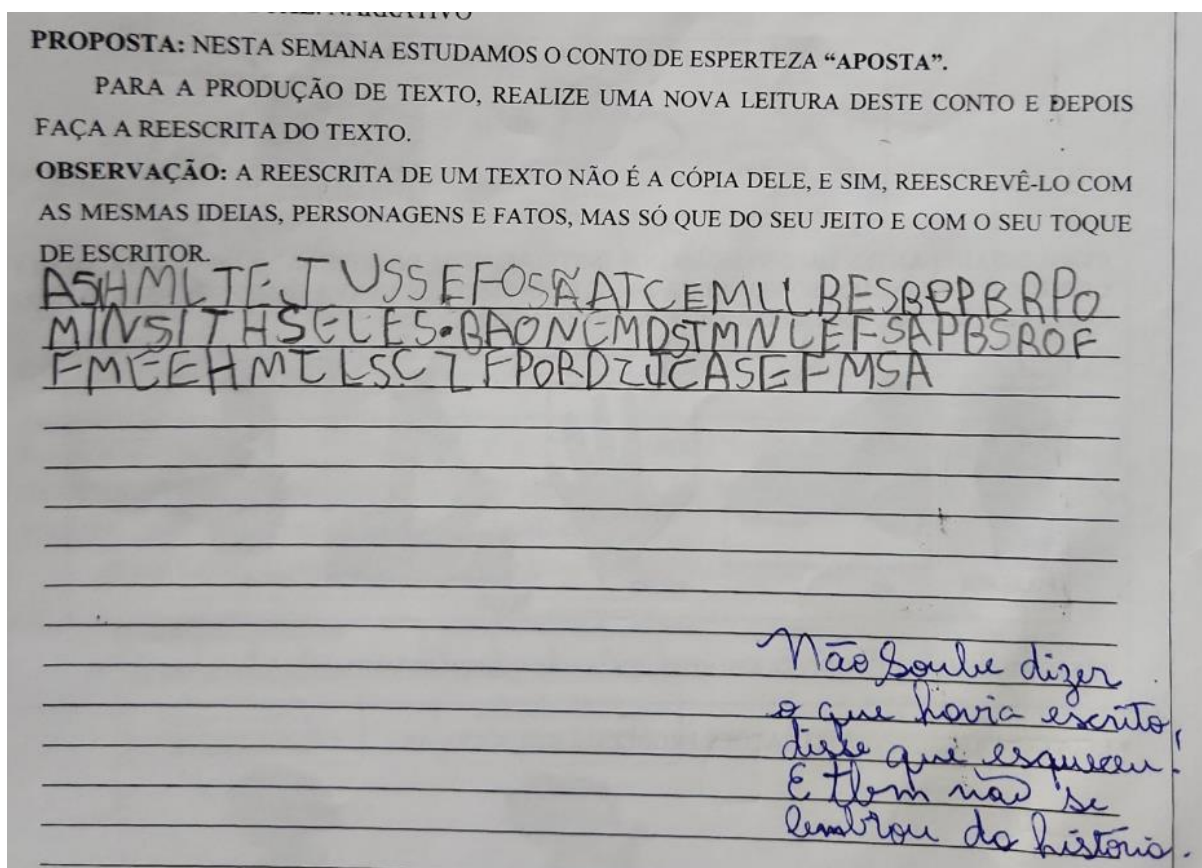 PROPOSTA: NESTA SEMANA ESTUDAMOS O CONTO DE ESPERTEZA “APOSTA”.
PARA A PRODUÇÃO DE TEXTO, REALIZE UMA NOVA LEITURA DESTE CONTO E DEPOIS
FAÇA A REESCRITA DO TEXTO.
OBSERVAÇÃO: A REESCRITA DE UM TEXTO NÃO É A CÓPIA DELE, E SIM, REESCREVÊ-LO COM
AS MESMAS IDEIAS, PERSONAGENS E FATOS, MAS SÓ QUE DO SEU JEITO E COM O SEU TOQUE
DE ESCRITOR.
ASHMLTEJUSSEFOSÃATCEMLLBESBOPBRPO
MINSITHSELES.BAONEMDSTMNLEFSAPBSROF
FMEEHMILSCIFPORDZUCASEFMSA
Não Soube dizer
o que havia escrito,
disse que esqueceu!
E tbem não se
lembrou da história.